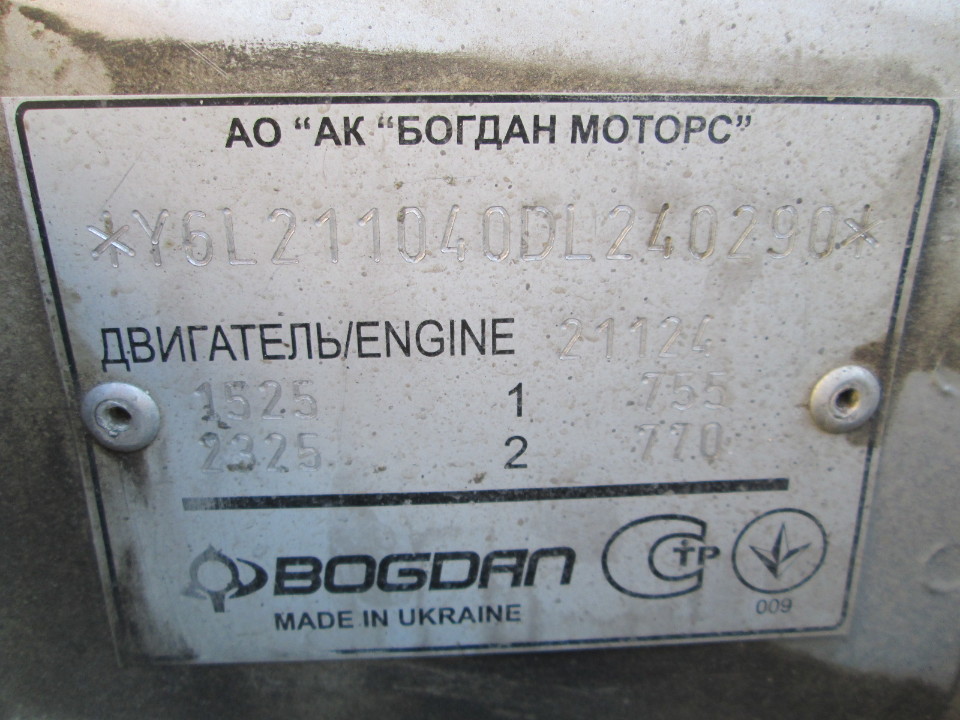 АО “АК “БОГДАН МОТОРС”
*Y6L211040DL240290*
ДВИГАТЕЛЬ/ENGINE 21124
1525 1 755
2325 2 770
BOGDAN
MADE IN UKRAINE
СТР
009